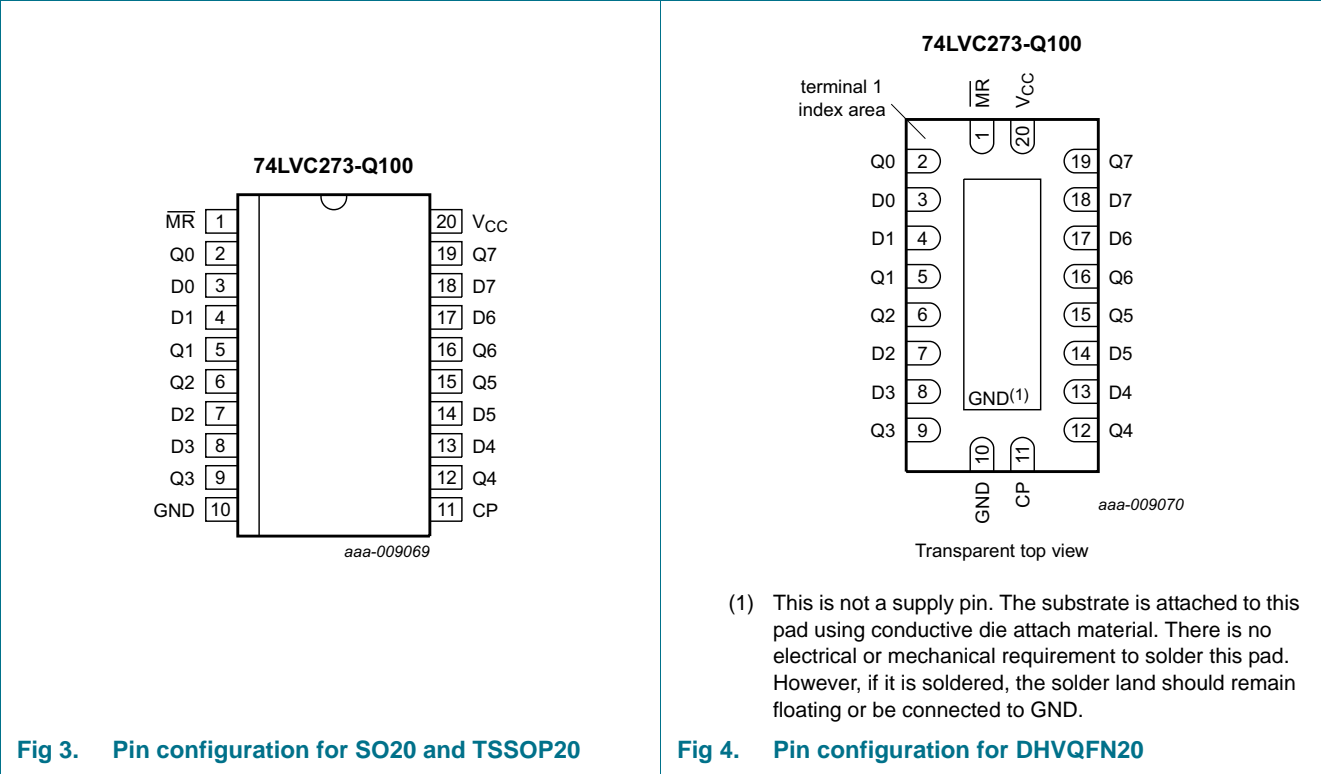 74LVC273-Q100
MR 1 20 VCC
Q0 2 19 Q7
D0 3 18 D7
D1 4 17 D6
Q1 5 16 Q6
Q2 6 15 Q5
D2 7 14 D5
D3 8 13 D4
Q3 9 12 Q4
GND 10 11 CP
aaa-009069
Fig 3. Pin configuration for SO20 and TSSOP20
74LVC273-Q100
terminal 1
index area
MR VCC
1 20
Q0 2 19 Q7
D0 3 18 D7
D1 4 17 D6
Q1 5 16 Q6
Q2 6 15 Q5
D2 7 14 D5
D3 8 GND(1) 13 D4
Q3 9 12 Q4
10 11
GND CP
aaa-009070
Transparent top view
(1) This is not a supply pin. The substrate is attached to this
pad using conductive die attach material. There is no
electrical or mechanical requirement to solder this pad.
However, if it is soldered, the solder land should remain
floating or be connected to GND.
Fig 4. Pin configuration for DHVQFN20